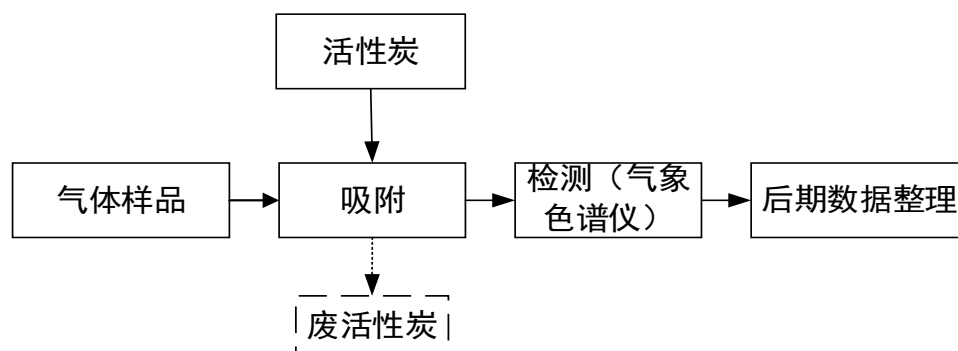 活性炭
气体样品
吸附
检测（气象
色谱仪）
后期数据整理
废活性炭